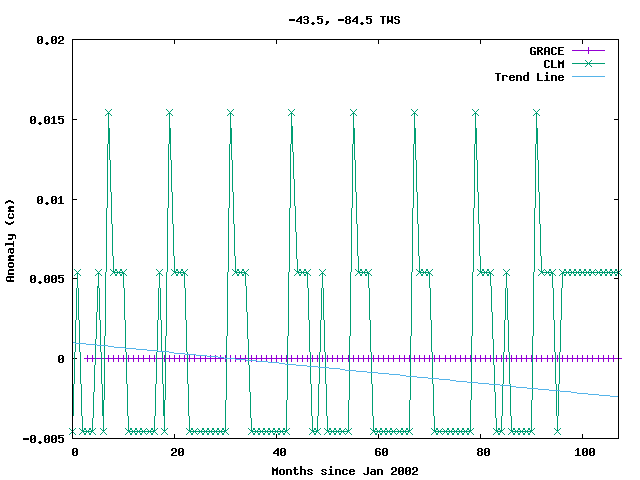 -43.5, -84.5 TWS
GRACE
CLM
Trend Line
0.02
0.015
0.01
0.005
0
-0.005
Anomaly (cm)
0 20 40 60 80 100
Months since Jan 2002